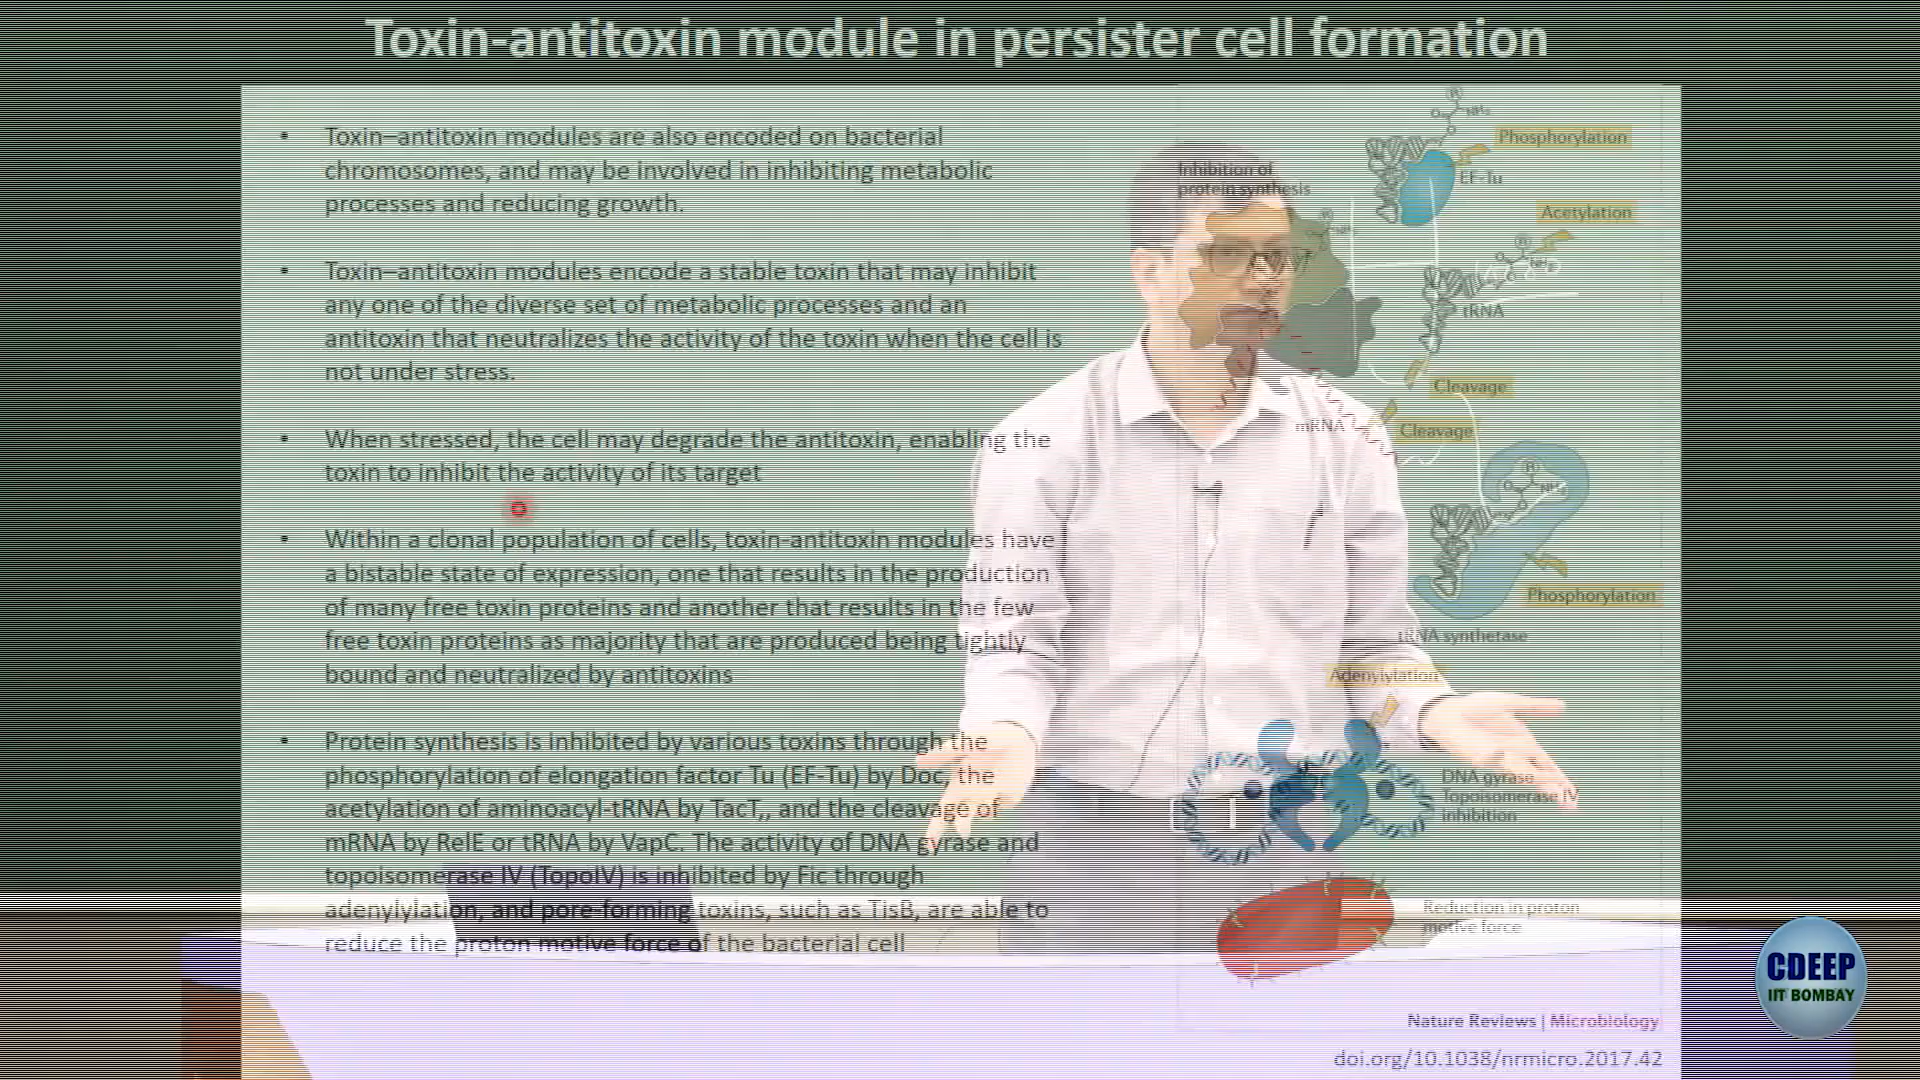 Toxin-antitoxin module in persister cell formation
• Toxin–antitoxin modules are also encoded on bacterial
chromosomes, and may be involved in inhibiting metabolic
processes and reducing growth.
• Toxin–antitoxin modules encode a stable toxin that may inhibit
any one of the diverse set of metabolic processes and an
antitoxin that neutralizes the activity of the toxin when the cell is
not under stress.
• When stressed, the cell may degrade the antitoxin, enabling the
toxin to inhibit the activity of its target
• Within a clonal population of cells, toxin-antitoxin modules have
a bistable state of expression, one that results in the production
of many free toxin proteins and another that results in the few
free toxin proteins as majority that are produced being tightly
bound and neutralized by antitoxins
• Protein synthesis is inhibited by various toxins through the
phosphorylation of elongation factor Tu (EF-Tu) by Doc, the
acetylation of aminoacyl-tRNA by TacT,, and the cleavage of
mRNA by RelE or tRNA by VapC. The activity of DNA gyrase and
topoisomerase IV (TopoIV) is inhibited by Fic through
adenylylation, and pore-forming toxins, such as TisB, are able to
reduce the proton motive force of the bacterial cell
Inhibition of
protein synthesis
R
O
NH₂
O
Phosphorylation
EF-Tu
Acetylation
R
NH₂
O
tRNA
Cleavage
mRNA
Cleavage
R
O
NH₂
O
Phosphorylation
tRNA synthetase
Adenylylation
DNA gyrase
Topoisomerase IV
inhibition
Reduction in proton
motive force
Nature Reviews | Microbiology
doi.org/10.1038/nrmicro.2017.42
CDEEP
IIT BOMBAY